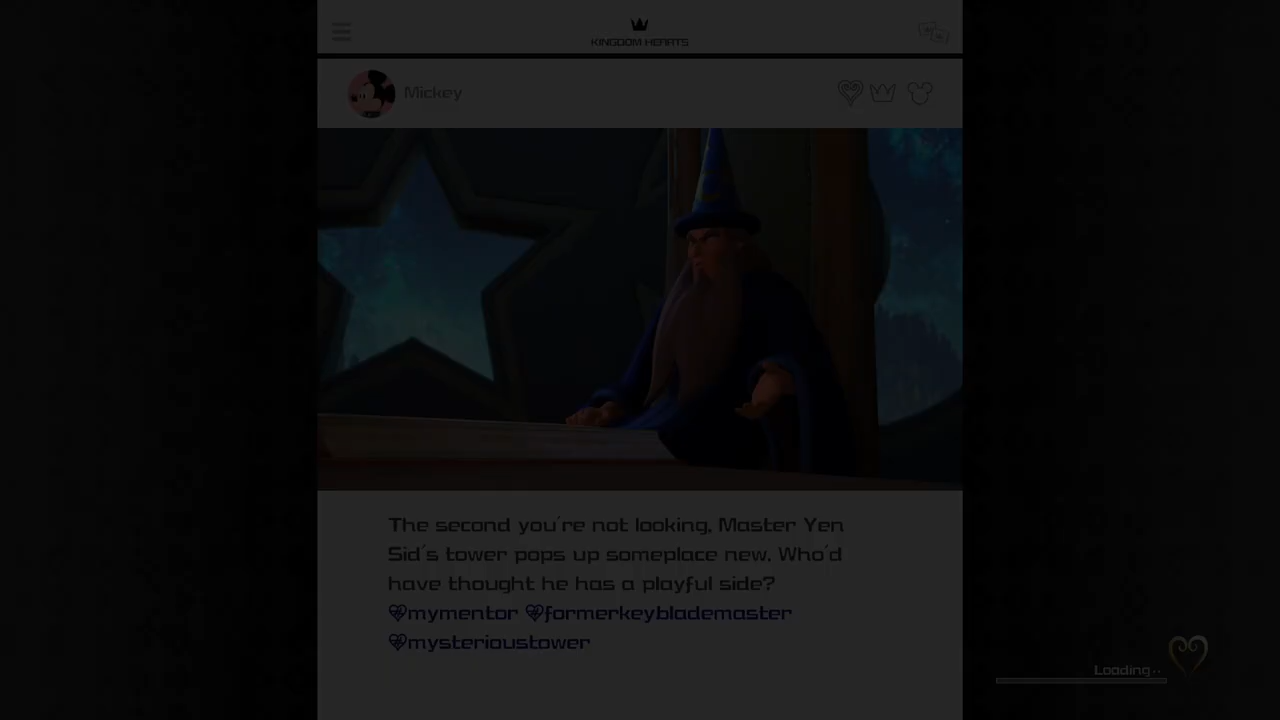 KINGDOM HEARTS
Mickey
The second you're not looking, Master Yen
Sid's tower pops up someplace new. Who'd
have thought he has a playful side?
mymentor formerkeyblademaster
mysterioustower
Loading..